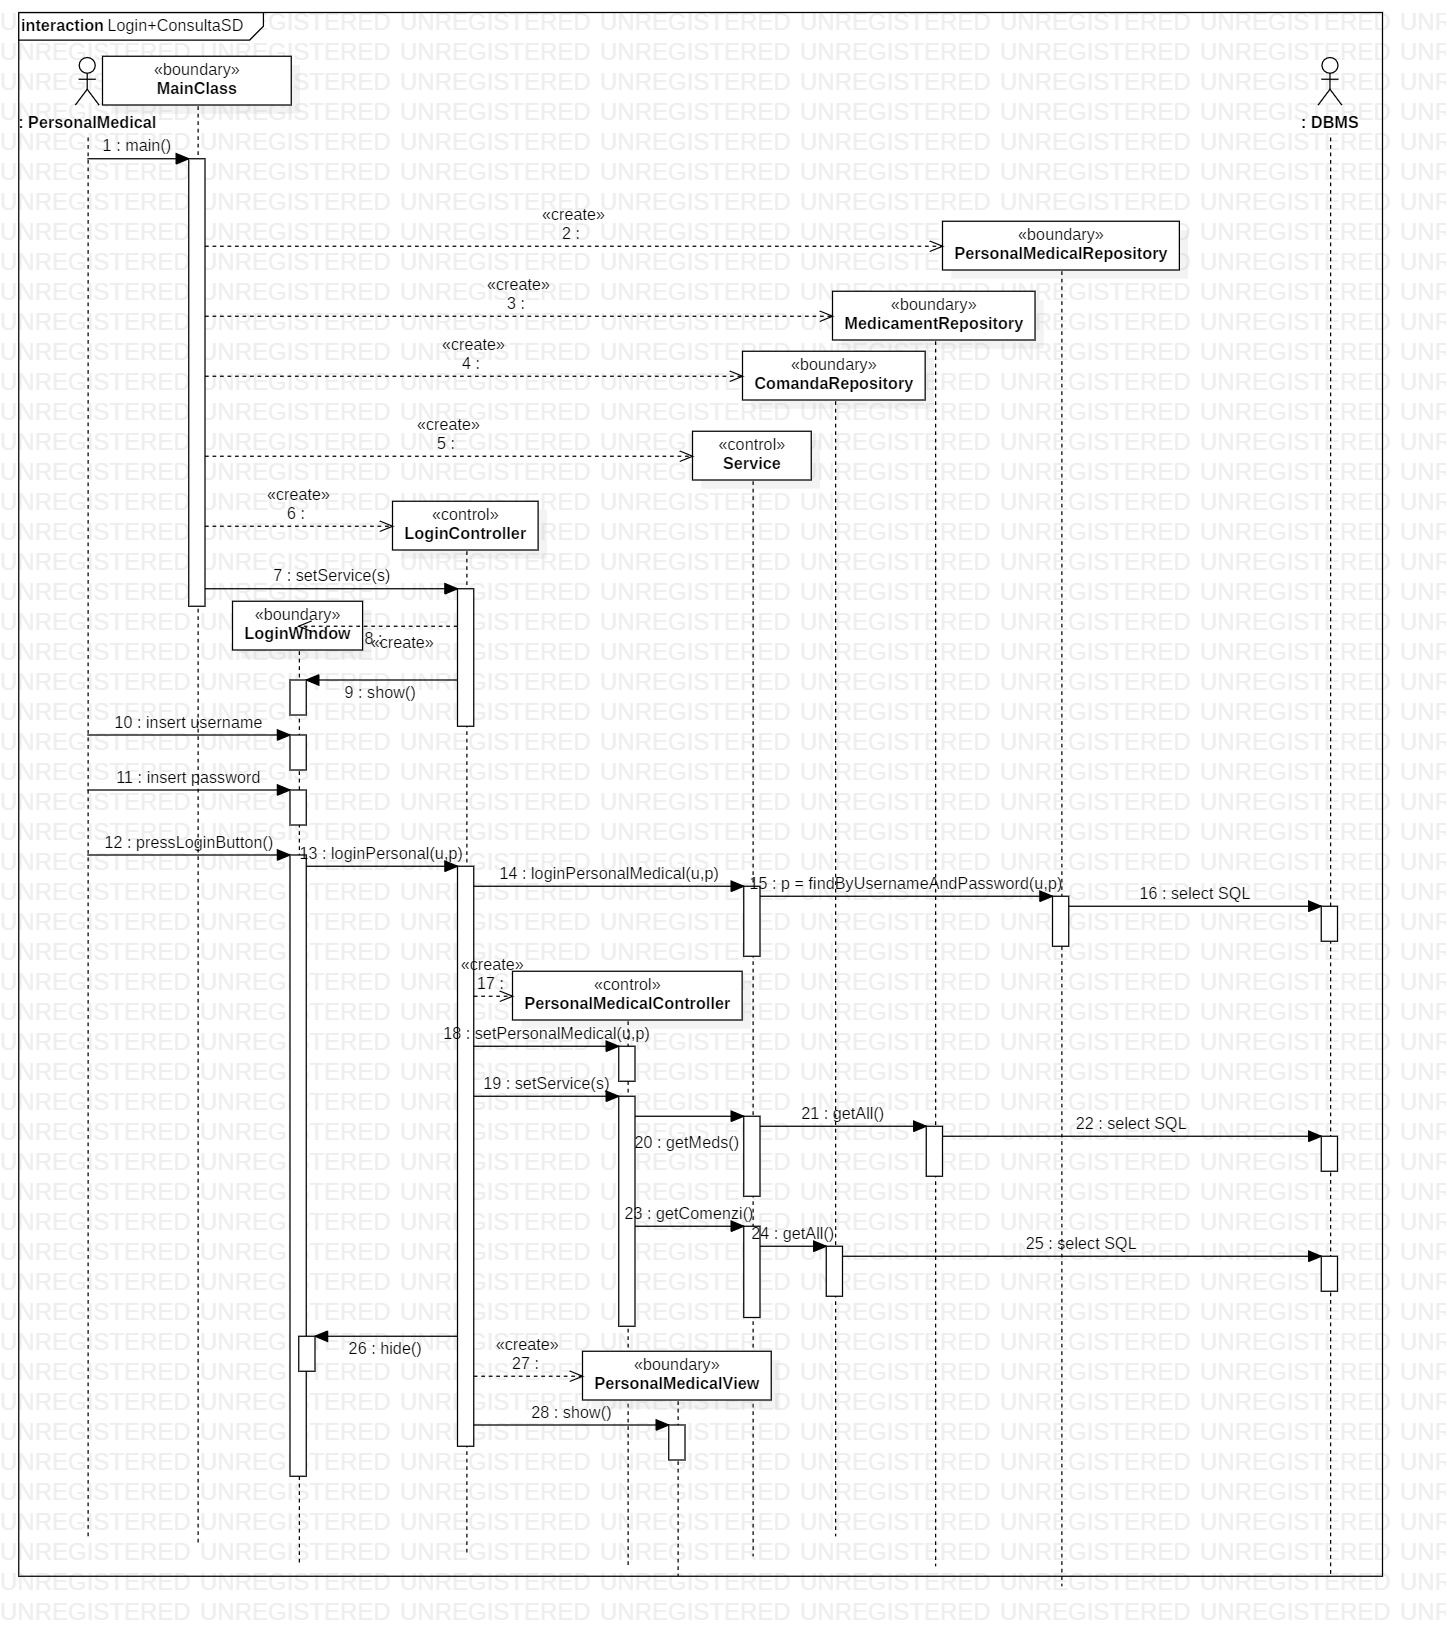 interaction Login+ConsultaSD
«boundary»
MainClass
: PersonalMedical
: DBMS
1 : main()
«create»
2 :
«boundary»
PersonalMedicalRepository
«create»
3 :
«boundary»
MedicamentRepository
«create»
4 :
«boundary»
ComandaRepository
«create»
5 :
«control»
Service
«create»
6 :
«control»
LoginController
7 : setService(s)
«boundary»
LoginWindow
8 :
«create»
9 : show()
10 : insert username
11 : insert password
12 : pressLoginButton()
13 : loginPersonal(u,p)
14 : loginPersonalMedical(u,p)
15 : p = findByUsernameAndPassword(u,p)
16 : select SQL
«create»
17 :
«control»
PersonalMedicalController
18 : setPersonalMedical(u,p)
19 : setService(s)
20 : getMeds()
21 : getAll()
22 : select SQL
23 : getComenzi()
24 : getAll()
25 : select SQL
26 : hide()
«create»
27 :
«boundary»
PersonalMedicalView
28 : show()
UNREGISTERED